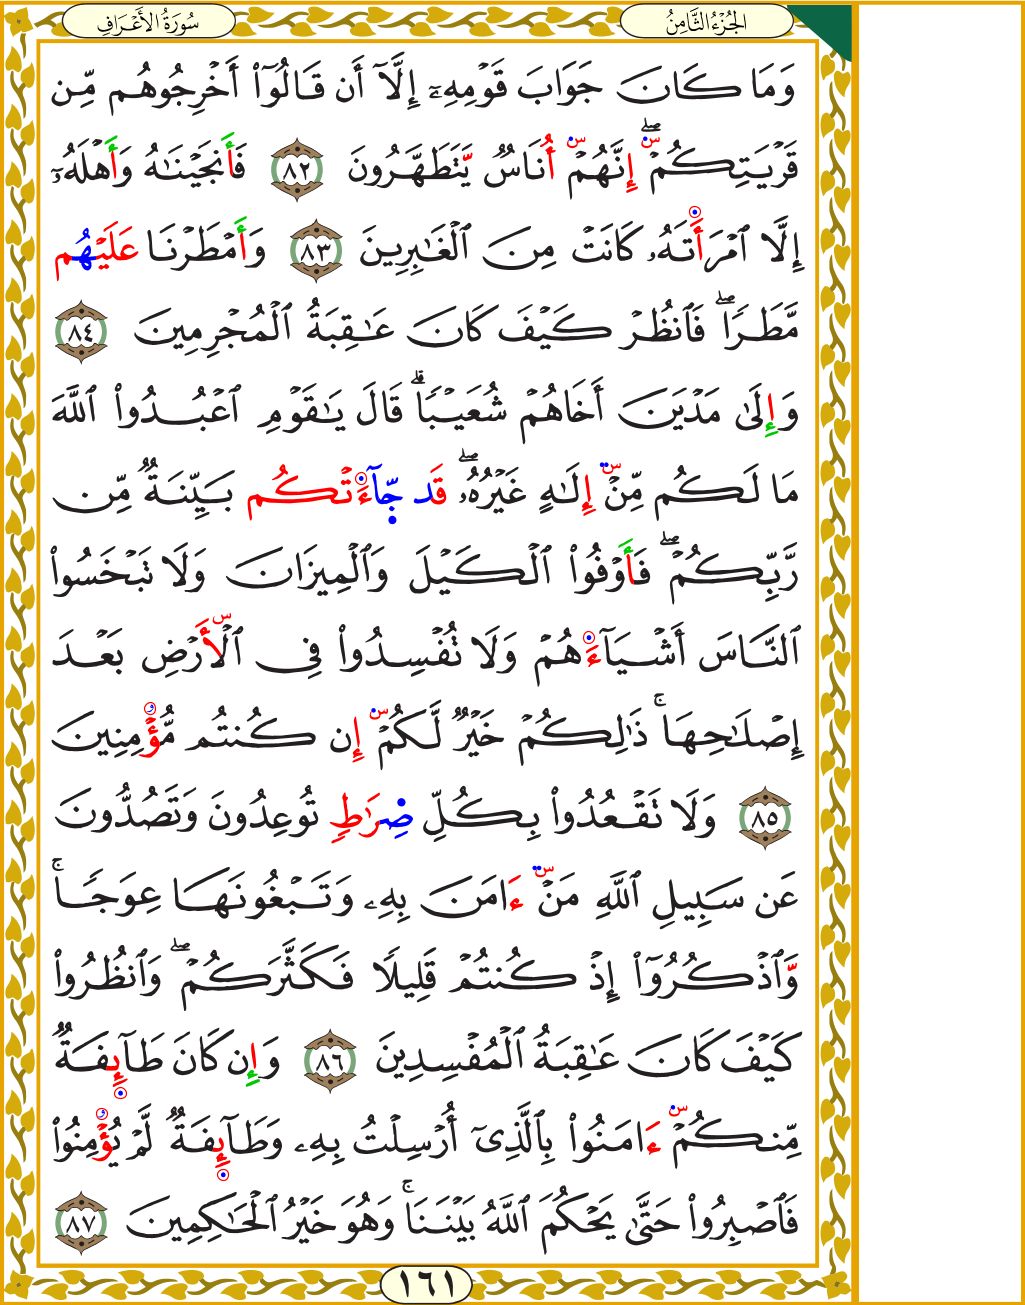 سُورَةُ الأَعْرَافِ
الجُزْءُ الثَّامِنُ
وَمَا كَانَ جَوَابَ قَوْمِهِۦٓ إِلَّآ أَن قَالُوٓا۟ أَخْرِجُوهُم مِّن
قَرْيَتِكُمْ ۖ إِنَّهُمْ أُنَاسٌ يَتَطَهَّرُونَ ٨٢ فَأَنجَيْنَـٰهُ وَأَهْلَهُۥٓ
إِلَّا ٱمْرَأَتَهُۥ كَانَتْ مِنَ ٱلْغَـٰبِرِينَ ٨٣ وَأَمْطَرْنَا عَلَيْهُم
مَّطَرًا ۖ فَٱنظُرْ كَيْفَ كَانَ عَـٰقِبَةُ ٱلْمُجْرِمِينَ ٨٤
وَإِلَىٰ مَدْيَنَ أَخَاهُمْ شُعَيْبًا ۗ قَالَ يَـٰقَوْمِ ٱعْبُدُوا۟ ٱللَّهَ
مَا لَكُم مِّنْ إِلَـٰهٍ غَيْرُهُۥ ۖ قَد جَّآءَتْكُم بَيِّنَةٌ مِّن
رَّبِّكُمْ ۖ فَأَوْفُوا۟ ٱلْكَيْلَ وَٱلْمِيزَانَ وَلَا تَبْخَسُوا۟
ٱلنَّاسَ أَشْيَآءَهُمْ وَلَا تُفْسِدُوا۟ فِى ٱلْأَرْضِ بَعْدَ
إِصْلَـٰحِهَا ۚ ذَٰلِكُمْ خَيْرٌ لَّكُمْ إِن كُنتُم مُّؤْمِنِينَ
٨٥ وَلَا تَقْعُدُوا۟ بِكُلِّ صِرَٰطٍ تُوعِدُونَ وَتَصُدُّونَ
عَن سَبِيلِ ٱللَّهِ مَنْ ءَامَنَ بِهِۦ وَتَبْغُونَهَا عِوَجًا ۚ
وَٱذْكُرُوٓا۟ إِذْ كُنتُمْ قَلِيلًا فَكَثَّرَكُمْ ۖ وَٱنظُرُوا۟
كَيْفَ كَانَ عَـٰقِبَةُ ٱلْمُفْسِدِينَ ٨٦ وَإِن كَانَ طَآئِفَةٌ
مِّنكُمْ ءَامَنُوا۟ بِٱلَّذِىٓ أُرْسِلْتُ بِهِۦ وَطَآئِفَةٌ لَّمْ يُؤْمِنُوا۟
فَٱصْبِرُوا۟ حَتَّىٰ يَحْكُمَ ٱللَّهُ بَيْنَنَا ۚ وَهُوَ خَيْرُ ٱلْحَـٰكِمِينَ ٨٧
١٦١